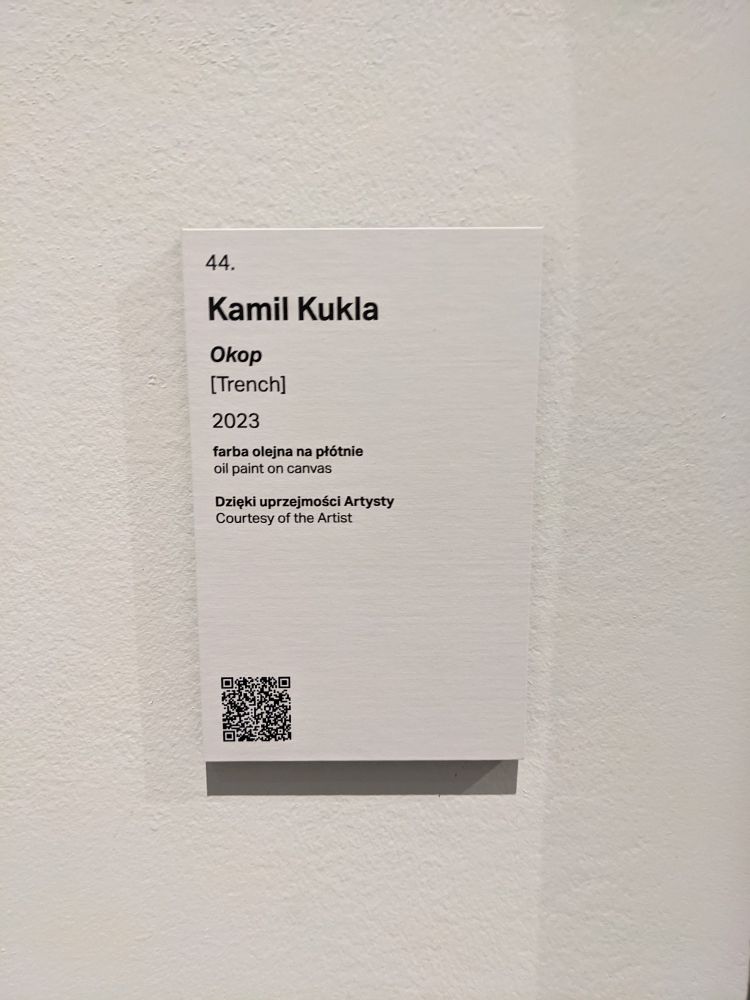 44.
Kamil Kukla
Okop
[Trench]
2023
farba olejna na płótnie
oil paint on canvas
Dzięki uprzejmości Artysty
Courtesy of the Artist